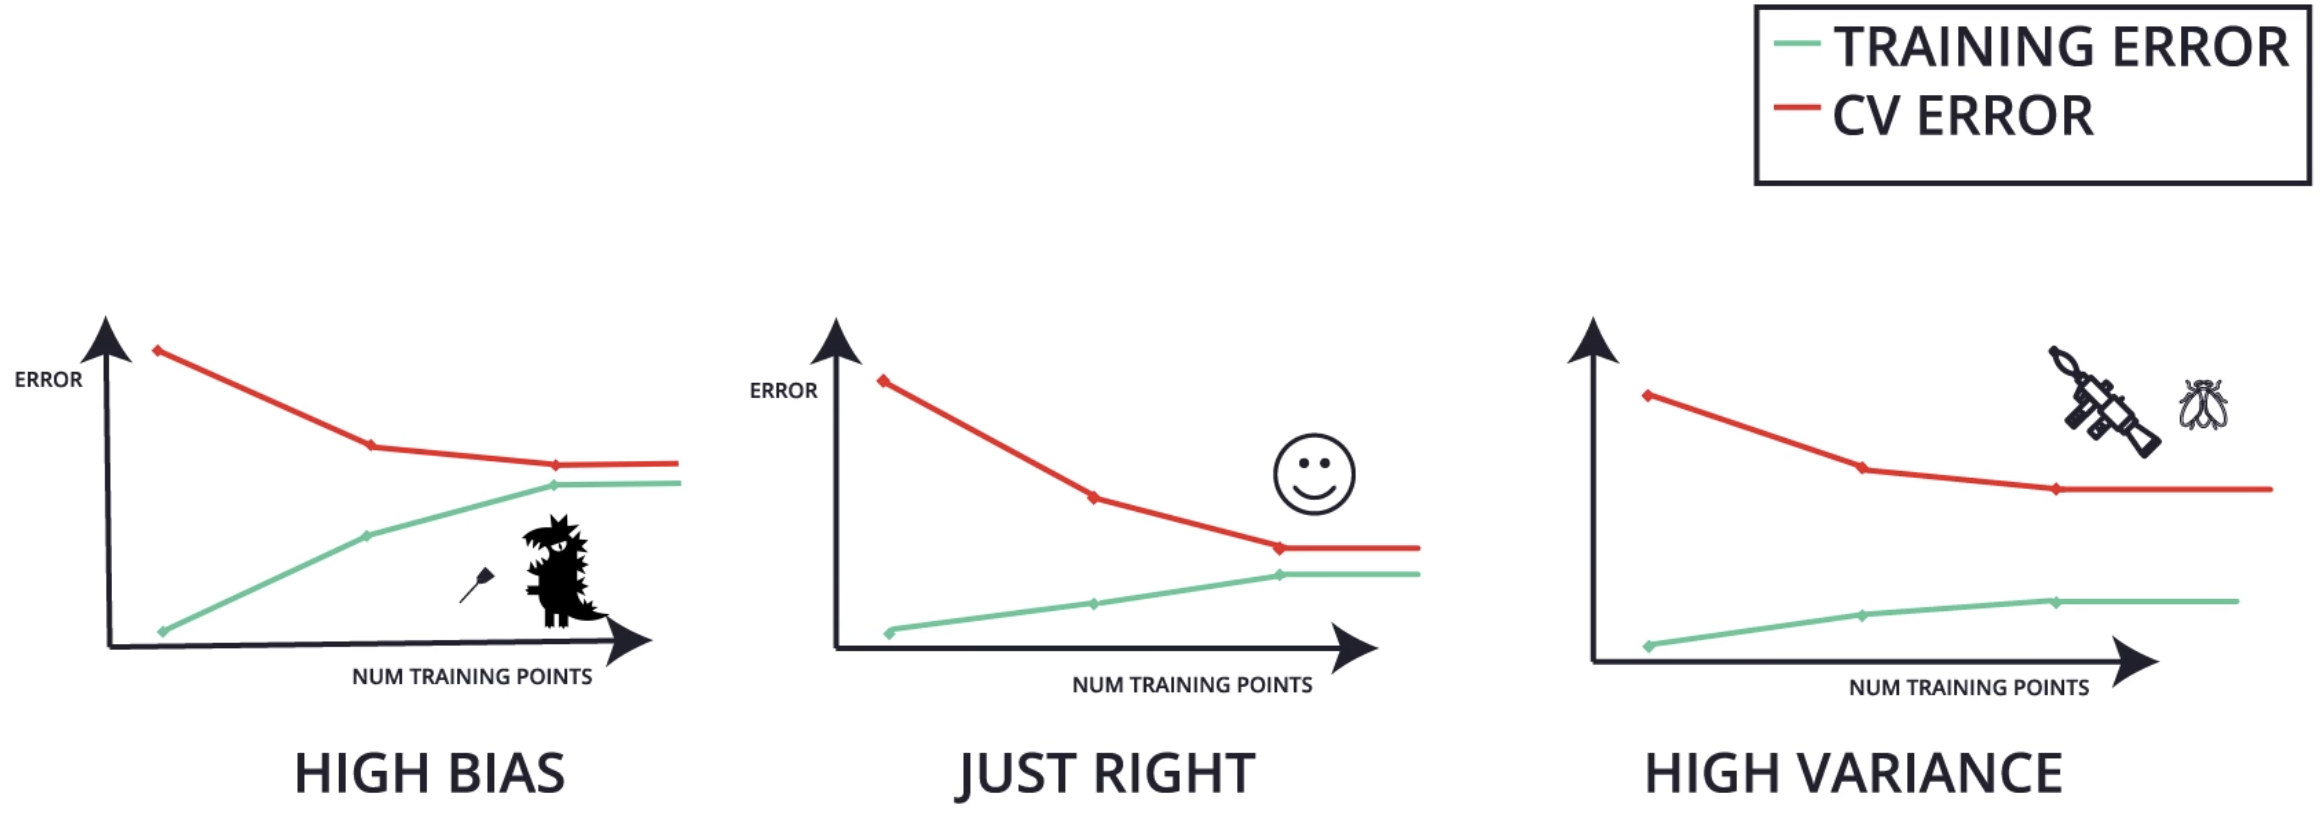 TRAINING ERROR
CV ERROR
ERROR
NUM TRAINING POINTS
HIGH BIAS
ERROR
NUM TRAINING POINTS
JUST RIGHT
NUM TRAINING POINTS
HIGH VARIANCE